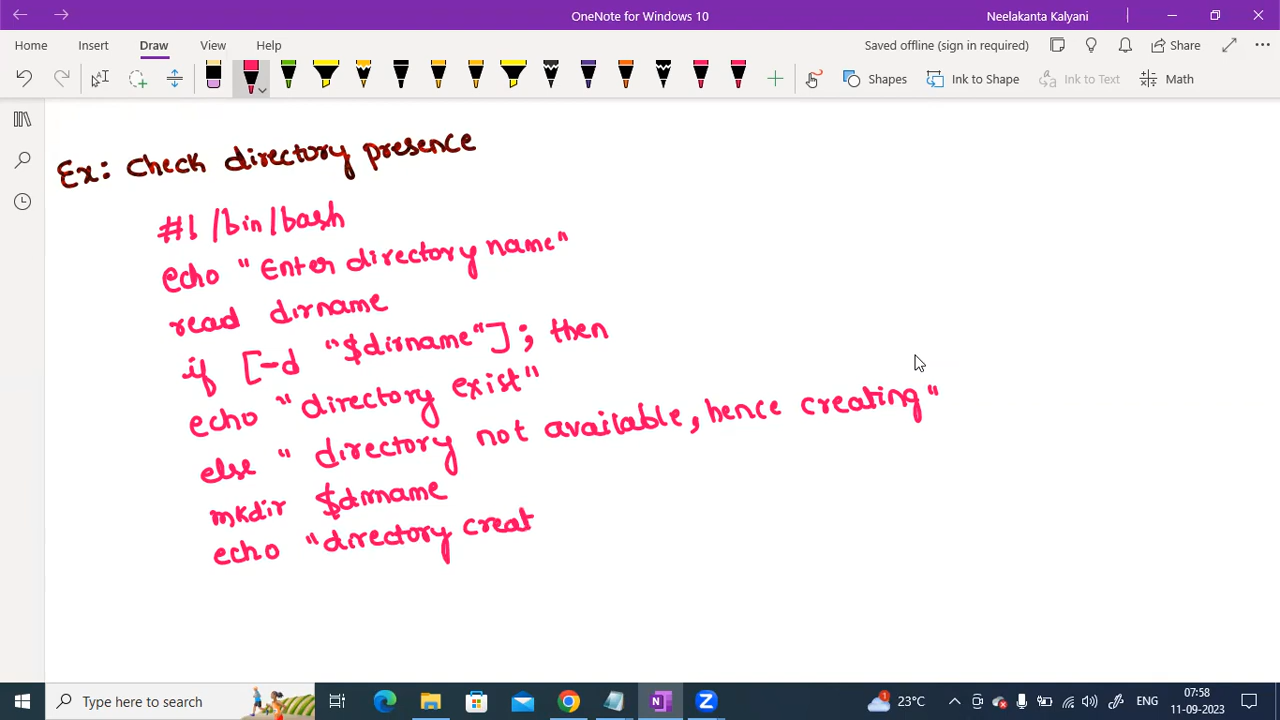 OneNote for Windows 10
Neelakanta Kalyani
Home Insert Draw View Help
Saved offline (sign in required)
Share
Shapes
Ink to Shape
Ink to Text
Math
Ex: Check directory presence
#! /bin/bash
echo "Enter directory name"
read dirname
if [-d "$dirname"]; then
echo "directory exist"
else " directory not available, hence creating"
mkdir $dirname
echo "directory creat
Type here to search
1
23°C
ENG
07:58
11-09-2023